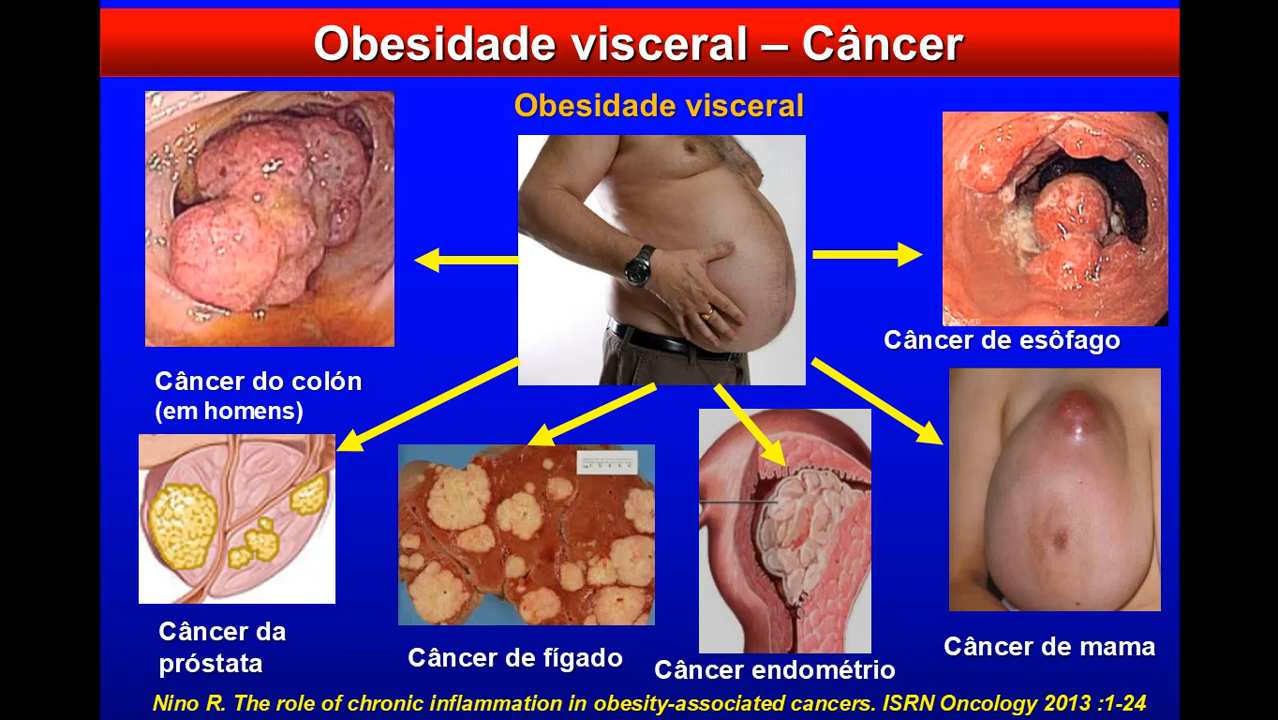 Obesidade visceral – Câncer
Obesidade visceral
Câncer de esôfago
Câncer do colón
(em homens)
Câncer da
próstata
Câncer de fígado
Câncer endométrio
Câncer de mama
Nino R. The role of chronic inflammation in obesity-associated cancers. ISRN Oncology 2013 :1-24